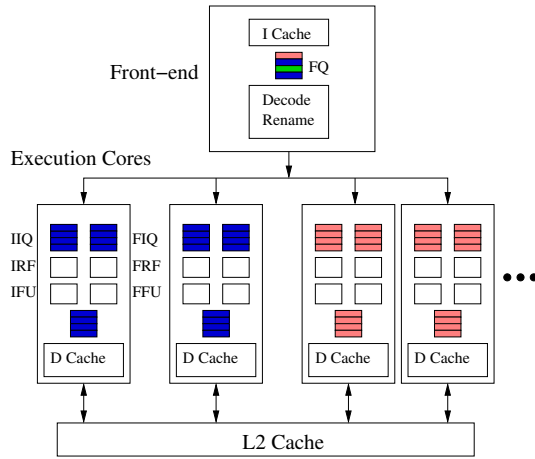 I Cache
FQ
Front-end
Decode
Rename
Execution Cores
IIQ FIQ
IRF FRF
IFU FFU
D Cache D Cache D Cache D Cache
L2 Cache